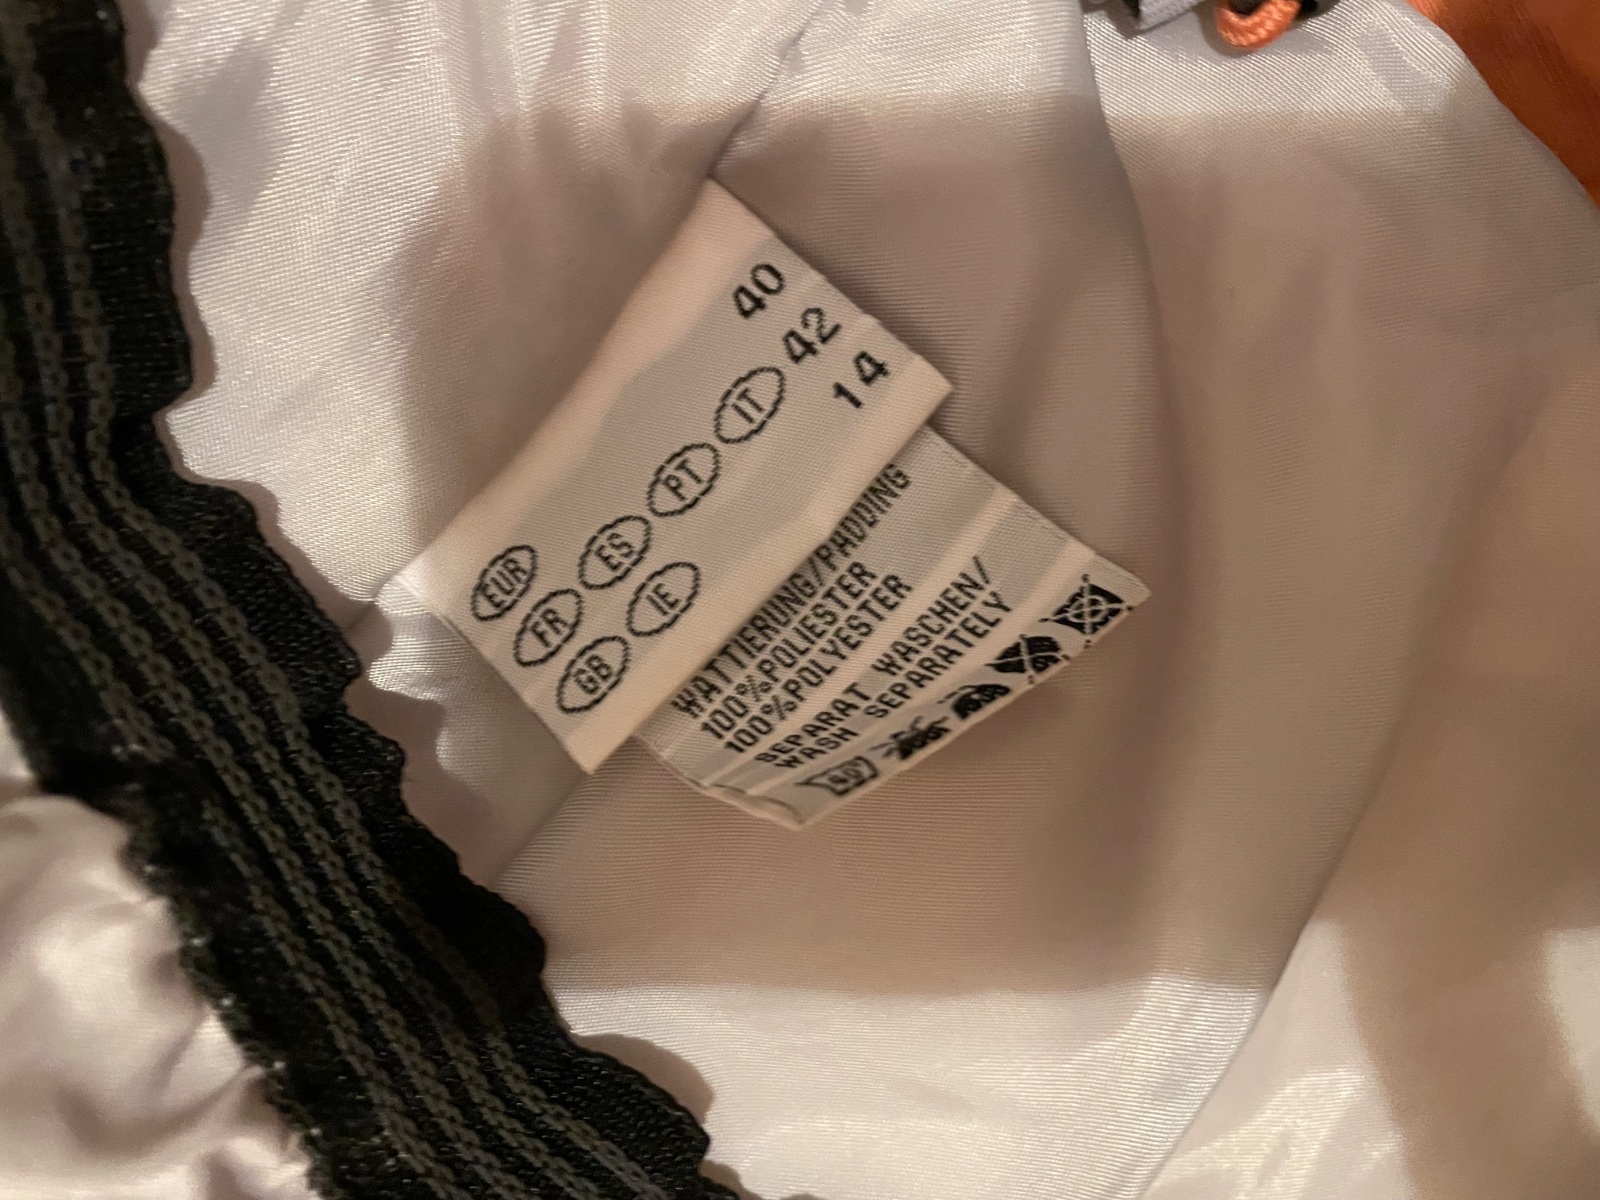 EUR 40
FR ES PT IT 42
GB IE 14
WATTIERUNG/PADDING
100%POLIESTER
100%POLYESTER
SEPARAT WASCHEN/
WASH SEPARATELY